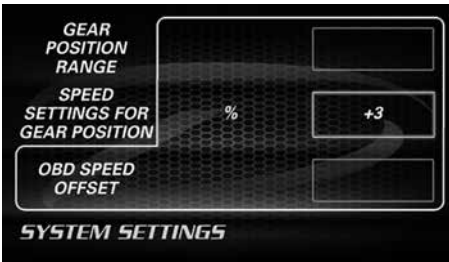 GEAR
POSITION
RANGE
SPEED
SETTINGS FOR
GEAR POSITION
%
+3
OBD SPEED
OFFSET
SYSTEM SETTINGS